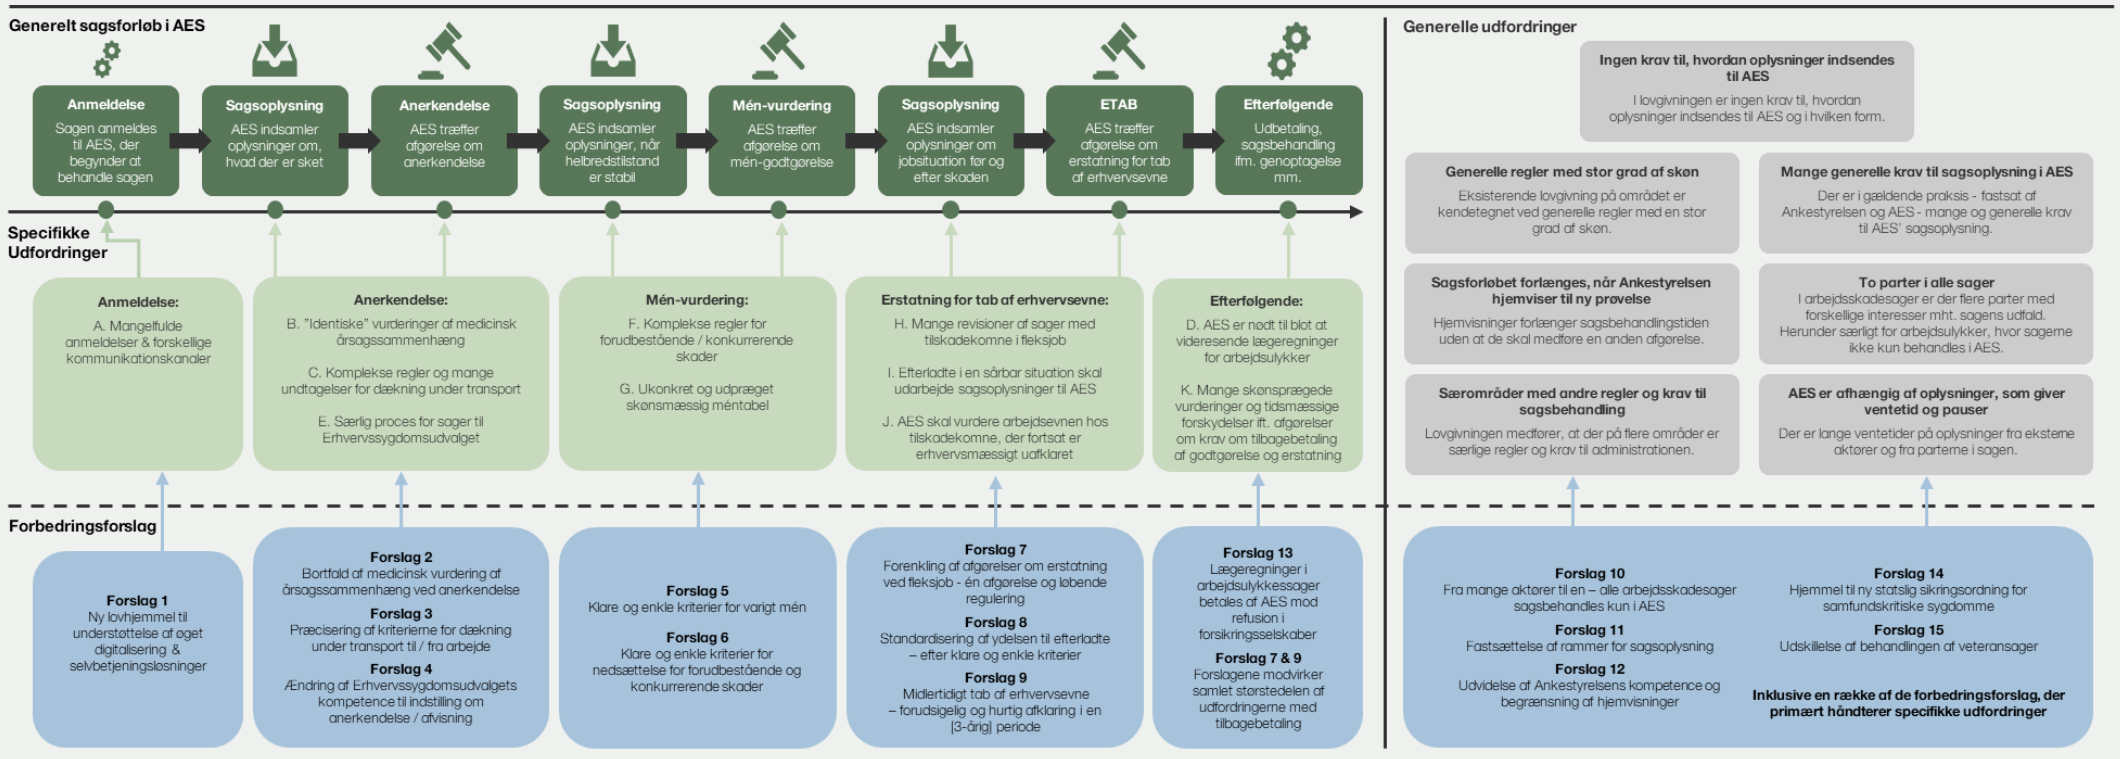 Generelt sagsforløb i AES
Anmeldelse
Sagen anmeldes
til AES, der
begynder at
behandle sagen
Sagsoplysning
AES indsamler
oplysninger om,
hvad der er sket
Anerkendelse
AES træffer
afgørelse om
anerkendelse
Sagsoplysning
AES indsamler
oplysninger, når
helbredstilstand
er stabil
Mén-vurdering
AES træffer
afgørelse om
mén-godtgørelse
Sagsoplysning
AES indsamler
oplysninger om
jobsituation før og
efter skaden
ETAB
AES træffer
afgørelse om
erstatning for tab
af erhvervsevne
Efterfølgende
Udbetaling,
sagsbehandling
ifm. genoptagelse
mm.
Specifikke
Udfordringer
Anmeldelse:
A. Mangelfulde
anmeldelser & forskellige
kommunikationskanaler
Anerkendelse:
B. "Identiske" vurderinger af medicinsk
årsagssammenhæng
C. Komplekse regler og mange
undtagelser for dækning under transport
E. Særlig proces for sager til
Erhvervssygdomsudvalget
Mén-vurdering:
F. Komplekse regler for
forudbestående / konkurrerende
skader
G. Ukonkret og udpræget
skønsmæssig méntabel
Erstatning for tab af erhvervsevne:
H. Mange revisioner af sager med
tilskadekomne i fleksjob
I. Efterladte i en sårbar situation skal
udarbejde sagsoplysninger til AES
J. AES skal vurdere arbejdsevnen hos
tilskadekomne, der fortsat er
erhvervsmæssigt uafklaret
Efterfølgende:
D. AES er nødt til blot at
videresende lægeregninger
for arbejdsulykker
K. Mange skønsprægede
vurderinger og tidsmæssige
forskydelser ift. afgørelser
om krav om tilbagebetaling
af godtgørelse og erstatning
Forbedringsforslag
Forslag 1
Ny lovhjemmel til
understøttelse af øget
digitalisering &
selvbetjeningsløsninger
Forslag 2
Bortfald af medicinsk vurdering af
årsagssammenhæng ved anerkendelse
Forslag 3
Præcisering af kriterierne for dækning
under transport til / fra arbejde
Forslag 4
Ændring af Erhvervssygdomsudvalgets
kompetence til indstilling om
anerkendelse / afvisning
Forslag 5
Klare og enkle kriterier for varigt mén
Forslag 6
Klare og enkle kriterier for
nedsættelse for forudbestående og
konkurrerende skader
Forslag 7
Forenkling af afgørelser om erstatning
ved fleksjob - én afgørelse og løbende
regulering
Forslag 8
Standardisering af ydelsen til efterladte
– efter klare og enkle kriterier
Forslag 9
Midlertidigt tab af erhvervsevne
– forudsigelig og hurtig afklaring i en
[3-årig] periode
Forslag 13
Lægeregninger i
arbejdsulykkessager
betales af AES mod
refusion i
forsikringsselskaber
Forslag 7 & 9
Forslagene modvirker
samlet størstedelen af
udfordringerne med
tilbagebetaling
Generelle udfordringer
Ingen krav til, hvordan oplysninger indsendes
til AES
I lovgivningen er ingen krav til, hvordan
oplysninger indsendes til AES og i hvilken form.
Generelle regler med stor grad af skøn
Eksisterende lovgivning på området er
kendetegnet ved generelle regler med en stor
grad af skøn.
Mange generelle krav til sagsoplysning i AES
Der er i gældende praksis - fastsat af
Ankestyrelsen og AES - mange og generelle krav
til AES' sagsoplysning.
Sagsforløbet forlænges, når Ankestyrelsen
hjemviser til ny prøvelse
Hjemvisninger forlænger sagsbehandlingstiden
uden at de skal medføre en anden afgørelse.
To parter i alle sager
I arbejdsskadesager er der flere parter med
forskellige interesser mht. sagens udfald.
Herunder særligt for arbejdsulykker, hvor sagerne
ikke kun behandles i AES.
Særområder med andre regler og krav til
sagsbehandling
Lovgivningen medfører, at der på flere områder er
særlige regler og krav til administrationen.
AES er afhængig af oplysninger, som giver
ventetid og pauser
Der er lange ventetider på oplysninger fra eksterne
aktører og fra parterne i sagen.
Forslag 10
Fra mange aktører til en – alle arbejdsskadesager
sagsbehandles kun i AES
Forslag 11
Fastsættelse af rammer for sagsoplysning
Forslag 12
Udvidelse af Ankestyrelsens kompetence og
begrænsning af hjemvisninger
Forslag 14
Hjemmel til ny statslig sikringsordning for
samfundskritiske sygdomme
Forslag 15
Udskillelse af behandlingen af veteransager
Inklusive en række af de forbedringsforslag, der
primært håndterer specifikke udfordringer